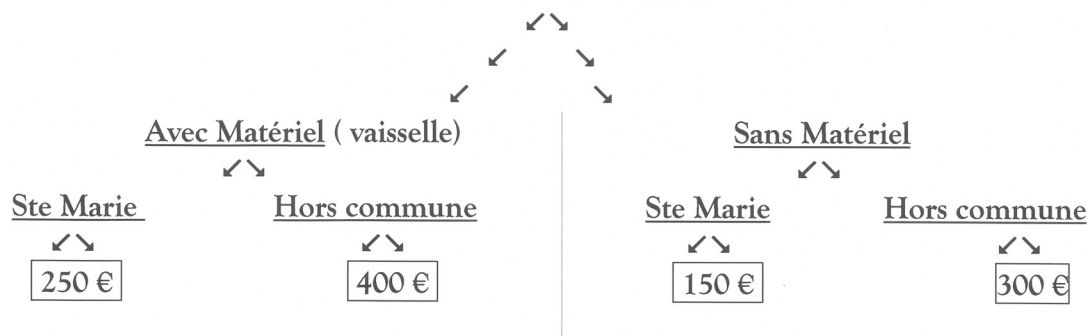 Avec Matériel ( vaisselle)
Sans Matériel
Ste Marie
Hors commune
Ste Marie
Hors commune
250 €
400 €
150 €
300 €